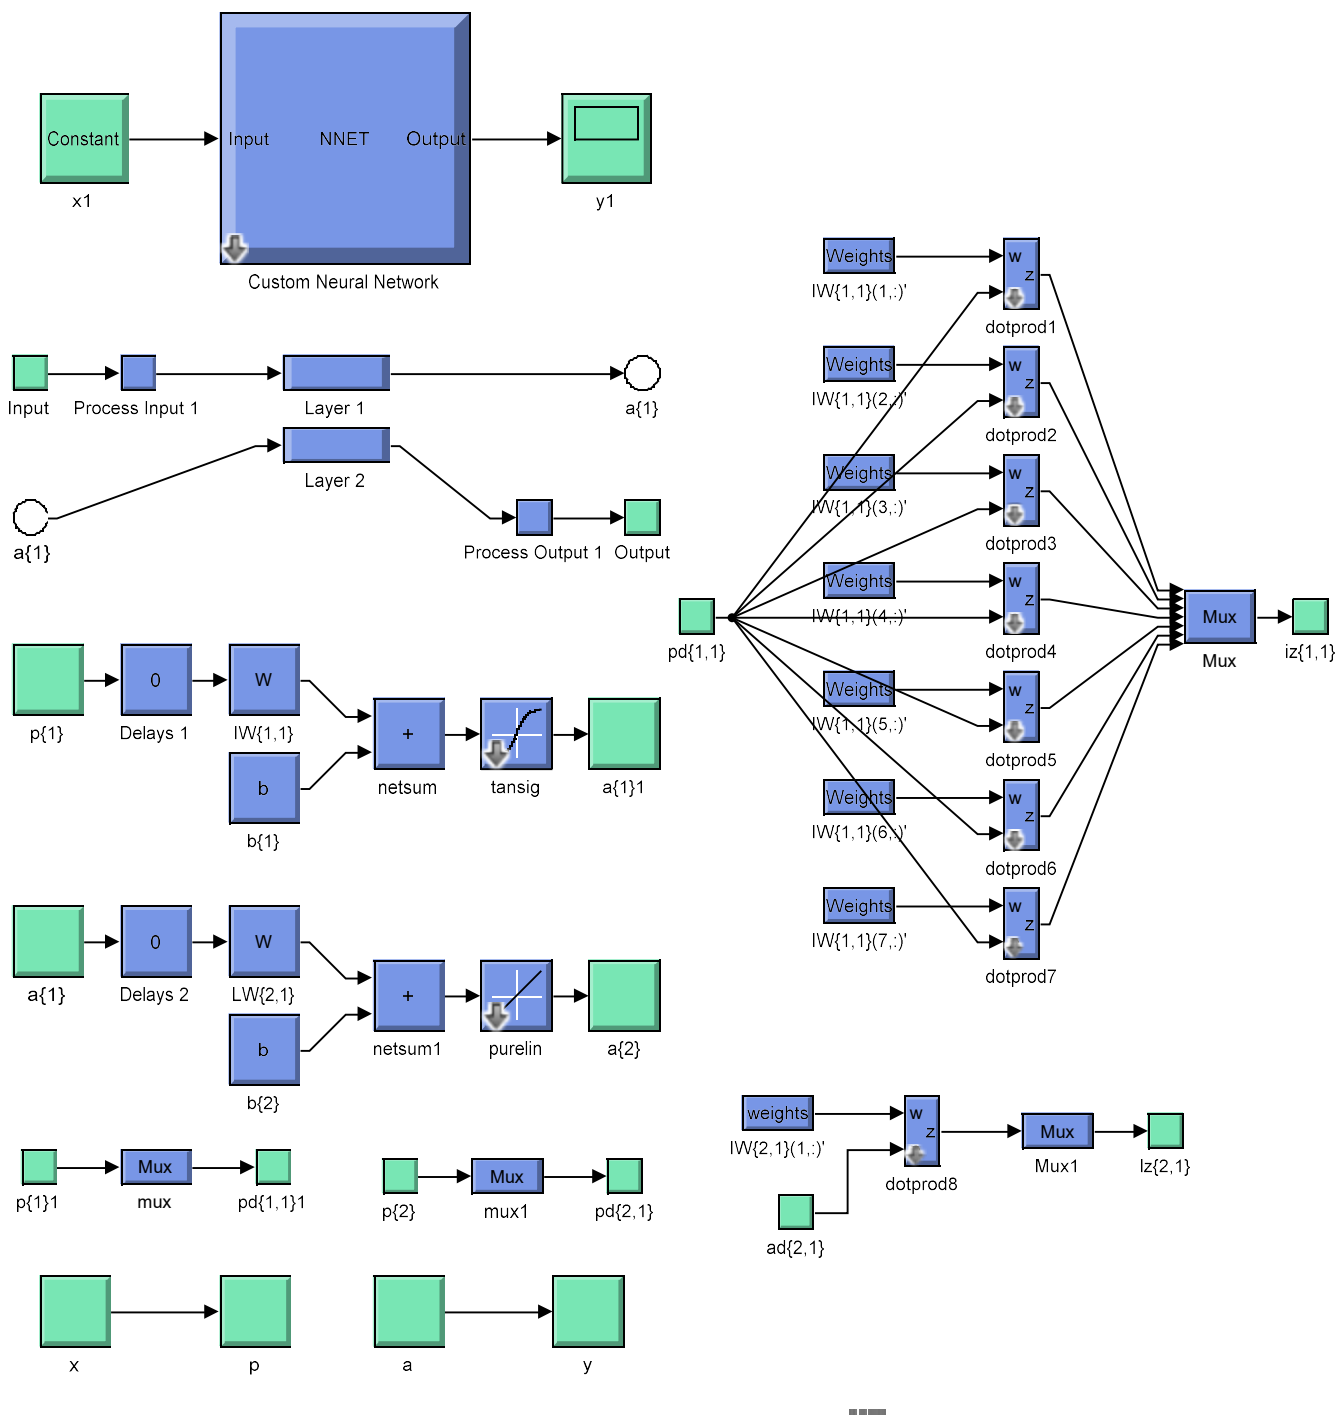 Constant
Input
NNET
Output
x1
y1
Custom Neural Network
Input
Process Input 1
Layer 1
a{1}
Layer 2
a{1}
Process Output 1
Output
0
W
p{1}
Delays 1
IW{1,1}
+
netsum
tansig
a{1}1
b
b{1}
0
W
a{1}
Delays 2
LW{2,1}
+
netsum1
purelin
a{2}
b
b{2}
Mux
p{1}1
mux
pd{1,1}1
Mux
p{2}
mux1
pd{2,1}
x
p
a
y
Weights
w
z
IW{1,1}(1,:)'
dotprod1
Weights
w
z
IW{1,1}(2,:)'
dotprod2
Weights
w
z
IW{1,1}(3,:)'
dotprod3
Weights
w
z
IW{1,1}(4,:)'
dotprod4
pd{1,1}
Mux
Mux
iz{1,1}
Weights
w
z
IW{1,1}(5,:)'
dotprod5
Weights
w
z
IW{1,1}(6,:)'
dotprod6
Weights
w
z
IW{1,1}(7,:)'
dotprod7
weights
w
z
IW{2,1}(1,:)'
dotprod8
Mux
Mux1
lz{2,1}
ad{2,1}